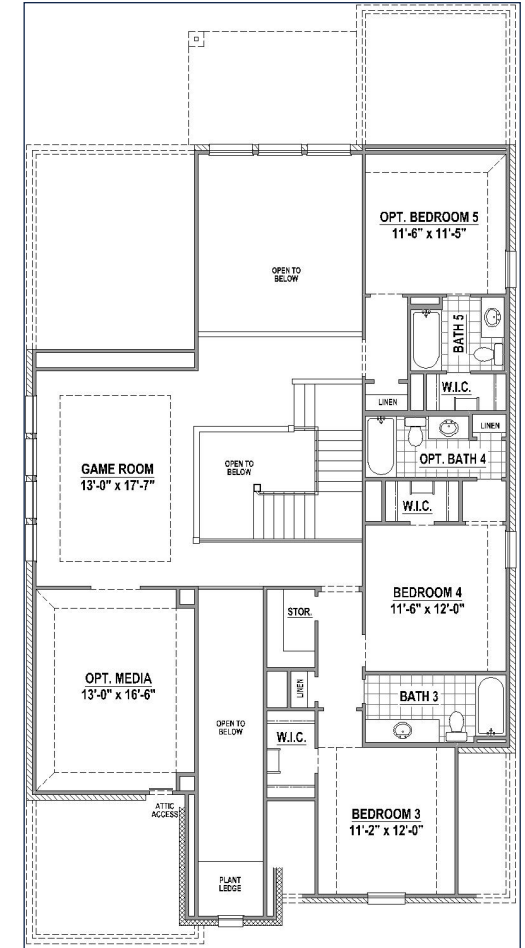 OPT. BEDROOM 5
11'-6" x 11'-5"
OPEN TO
BELOW
BATH 5
W.I.C.
LINEN
LINEN
OPT. BATH 4
OPEN TO
BELOW
GAME ROOM
13'-0" x 17'-7"
W.I.C.
BEDROOM 4
11'-6" x 12'-0"
STOR.
OPT. MEDIA
13'-0" x 16'-6"
LINEN
BATH 3
OPEN TO
BELOW
W.I.C.
ATTIC
ACCESS
BEDROOM 3
11'-2" x 12'-0"
PLANT
LEDGE